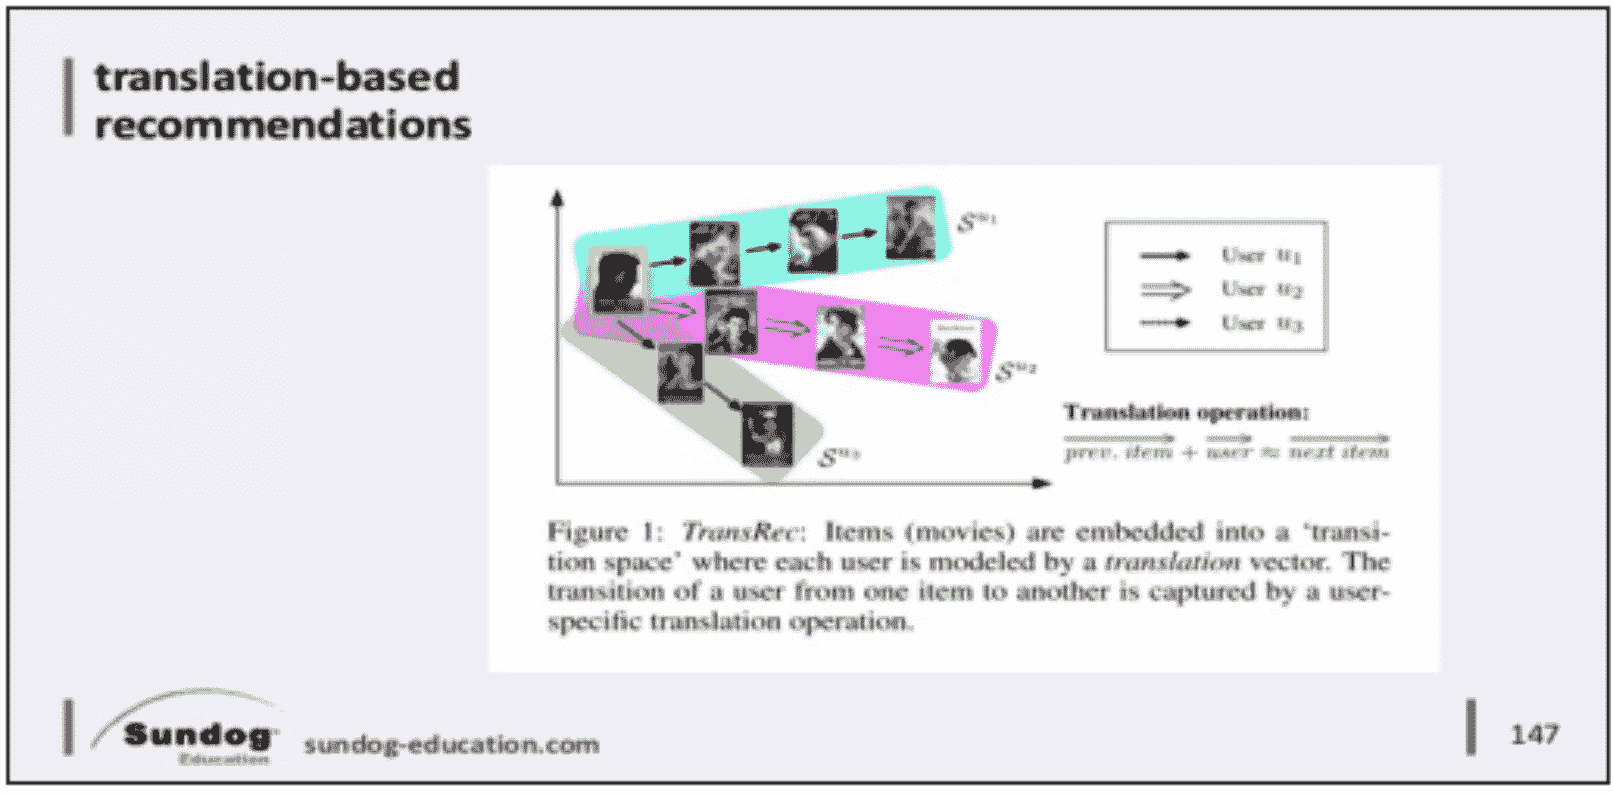 translation-based
recommendations
S^u1
User u1
User u2
User u3
S^u2
Translation operation:
prev. item + user ≈ next item
S^u3
Figure 1: TransRec: Items (movies) are embedded into a ‘transi-
tion space’ where each user is modeled by a translation vector. The
transition of a user from one item to another is captured by a user-
specific translation operation.
Sundog
Education
sundog-education.com
147